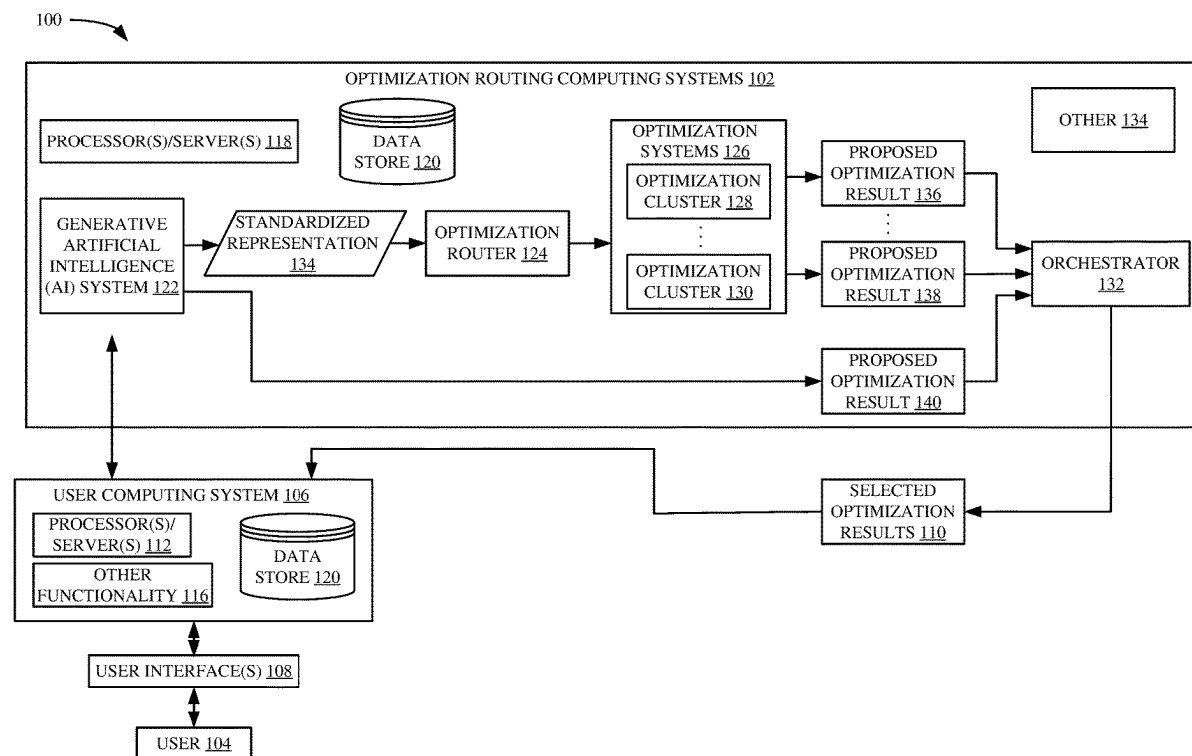 100
OPTIMIZATION ROUTING COMPUTING SYSTEMS 102
PROCESSOR(S)/SERVER(S) 118
DATA
STORE 120
OTHER 134
GENERATIVE
ARTIFICIAL
INTELLIGENCE
(AI) SYSTEM 122
STANDARDIZED
REPRESENTATION
134
OPTIMIZATION
ROUTER 124
OPTIMIZATION
SYSTEMS 126
OPTIMIZATION
CLUSTER 128
OPTIMIZATION
CLUSTER 130
PROPOSED
OPTIMIZATION
RESULT 136
PROPOSED
OPTIMIZATION
RESULT 138
PROPOSED
OPTIMIZATION
RESULT 140
ORCHESTRATOR
132
USER COMPUTING SYSTEM 106
PROCESSOR(S)/
SERVER(S) 112
OTHER
FUNCTIONALITY 116
DATA
STORE 120
SELECTED
OPTIMIZATION
RESULTS 110
USER INTERFACE(S) 108
USER 104